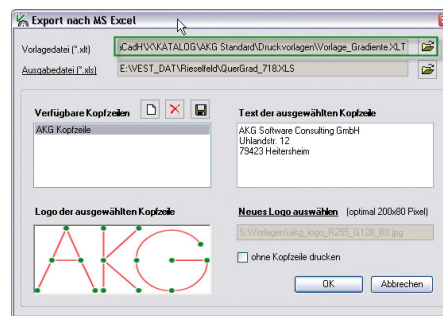 Export nach MS Excel
Vorlagedatei (*.xlt)
CadH\X\KATALOG\AKG Standard\Druckvorlagen\Vorlage_Gradiente.XLT
Ausgabedatei (*.xls)
E:\VEST_DAT\Rieselfeld\QuerGrad_718.XLS
Verfügbare Kopfzeilen
AKG Kopfzeile
Text der ausgewählten Kopfzeile
AKG Software Consulting GmbH
Uhlandstr. 12
79423 Heitersheim
Logo der ausgewählten Kopfzeile
AKG
Neues Logo auswählen (optimal 200x80 Pixel)
S:\Vorlagen\akg_logo_R255_G128_B0.jpg
ohne Kopfzeile drucken
OK
Abbrechen